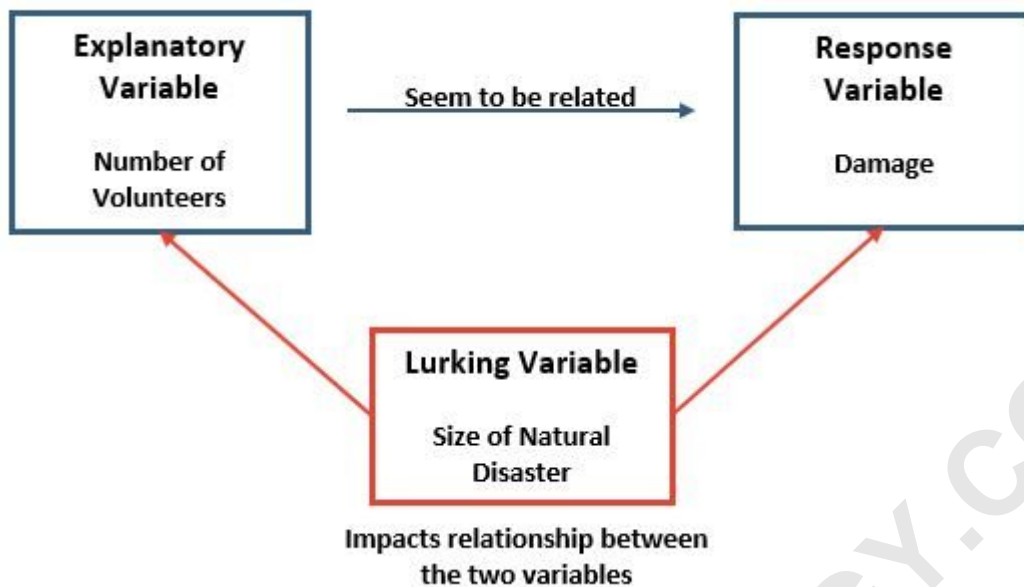 Explanatory
Variable
Number of
Volunteers
Seem to be related
Response
Variable
Damage
Lurking Variable
Size of Natural
Disaster
Impacts relationship between
the two variables